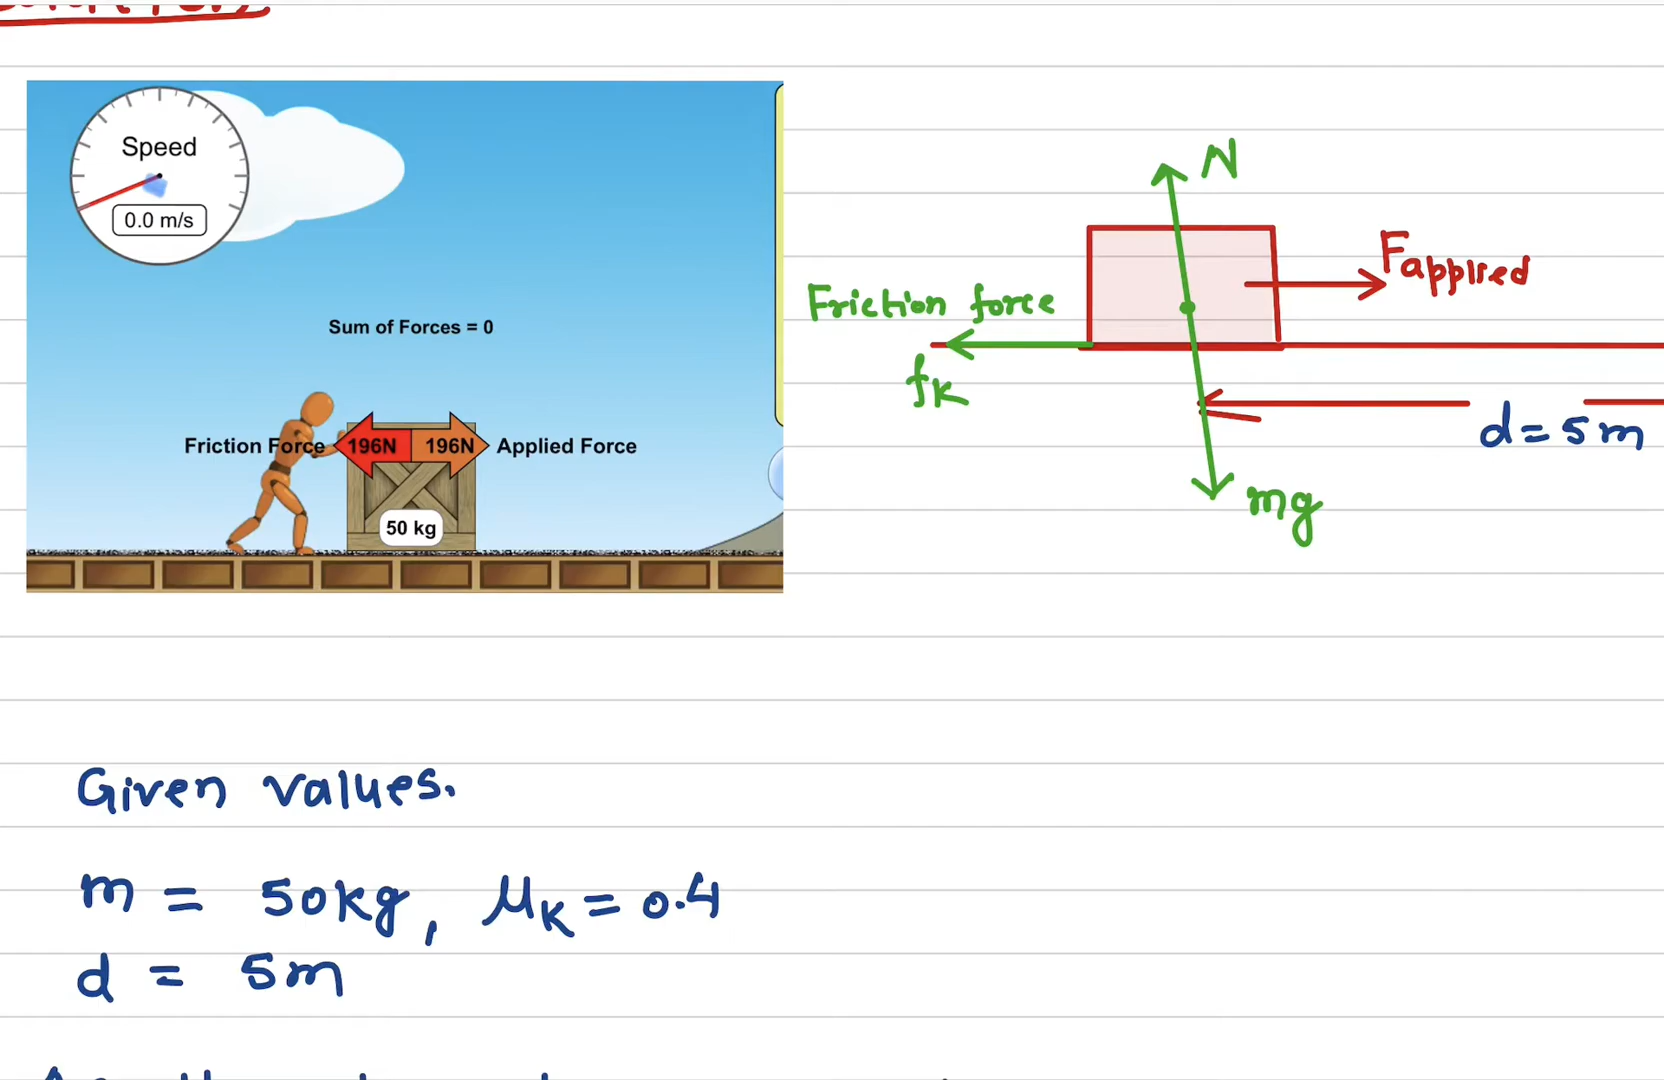 Speed
0.0 m/s
Sum of Forces = 0
Friction Force 196N 196N Applied Force
50 kg
N
Fapplied
Friction force
fK
d = 5m
mg
Given values.
m = 50kg, μK = 0.4
d = 5m